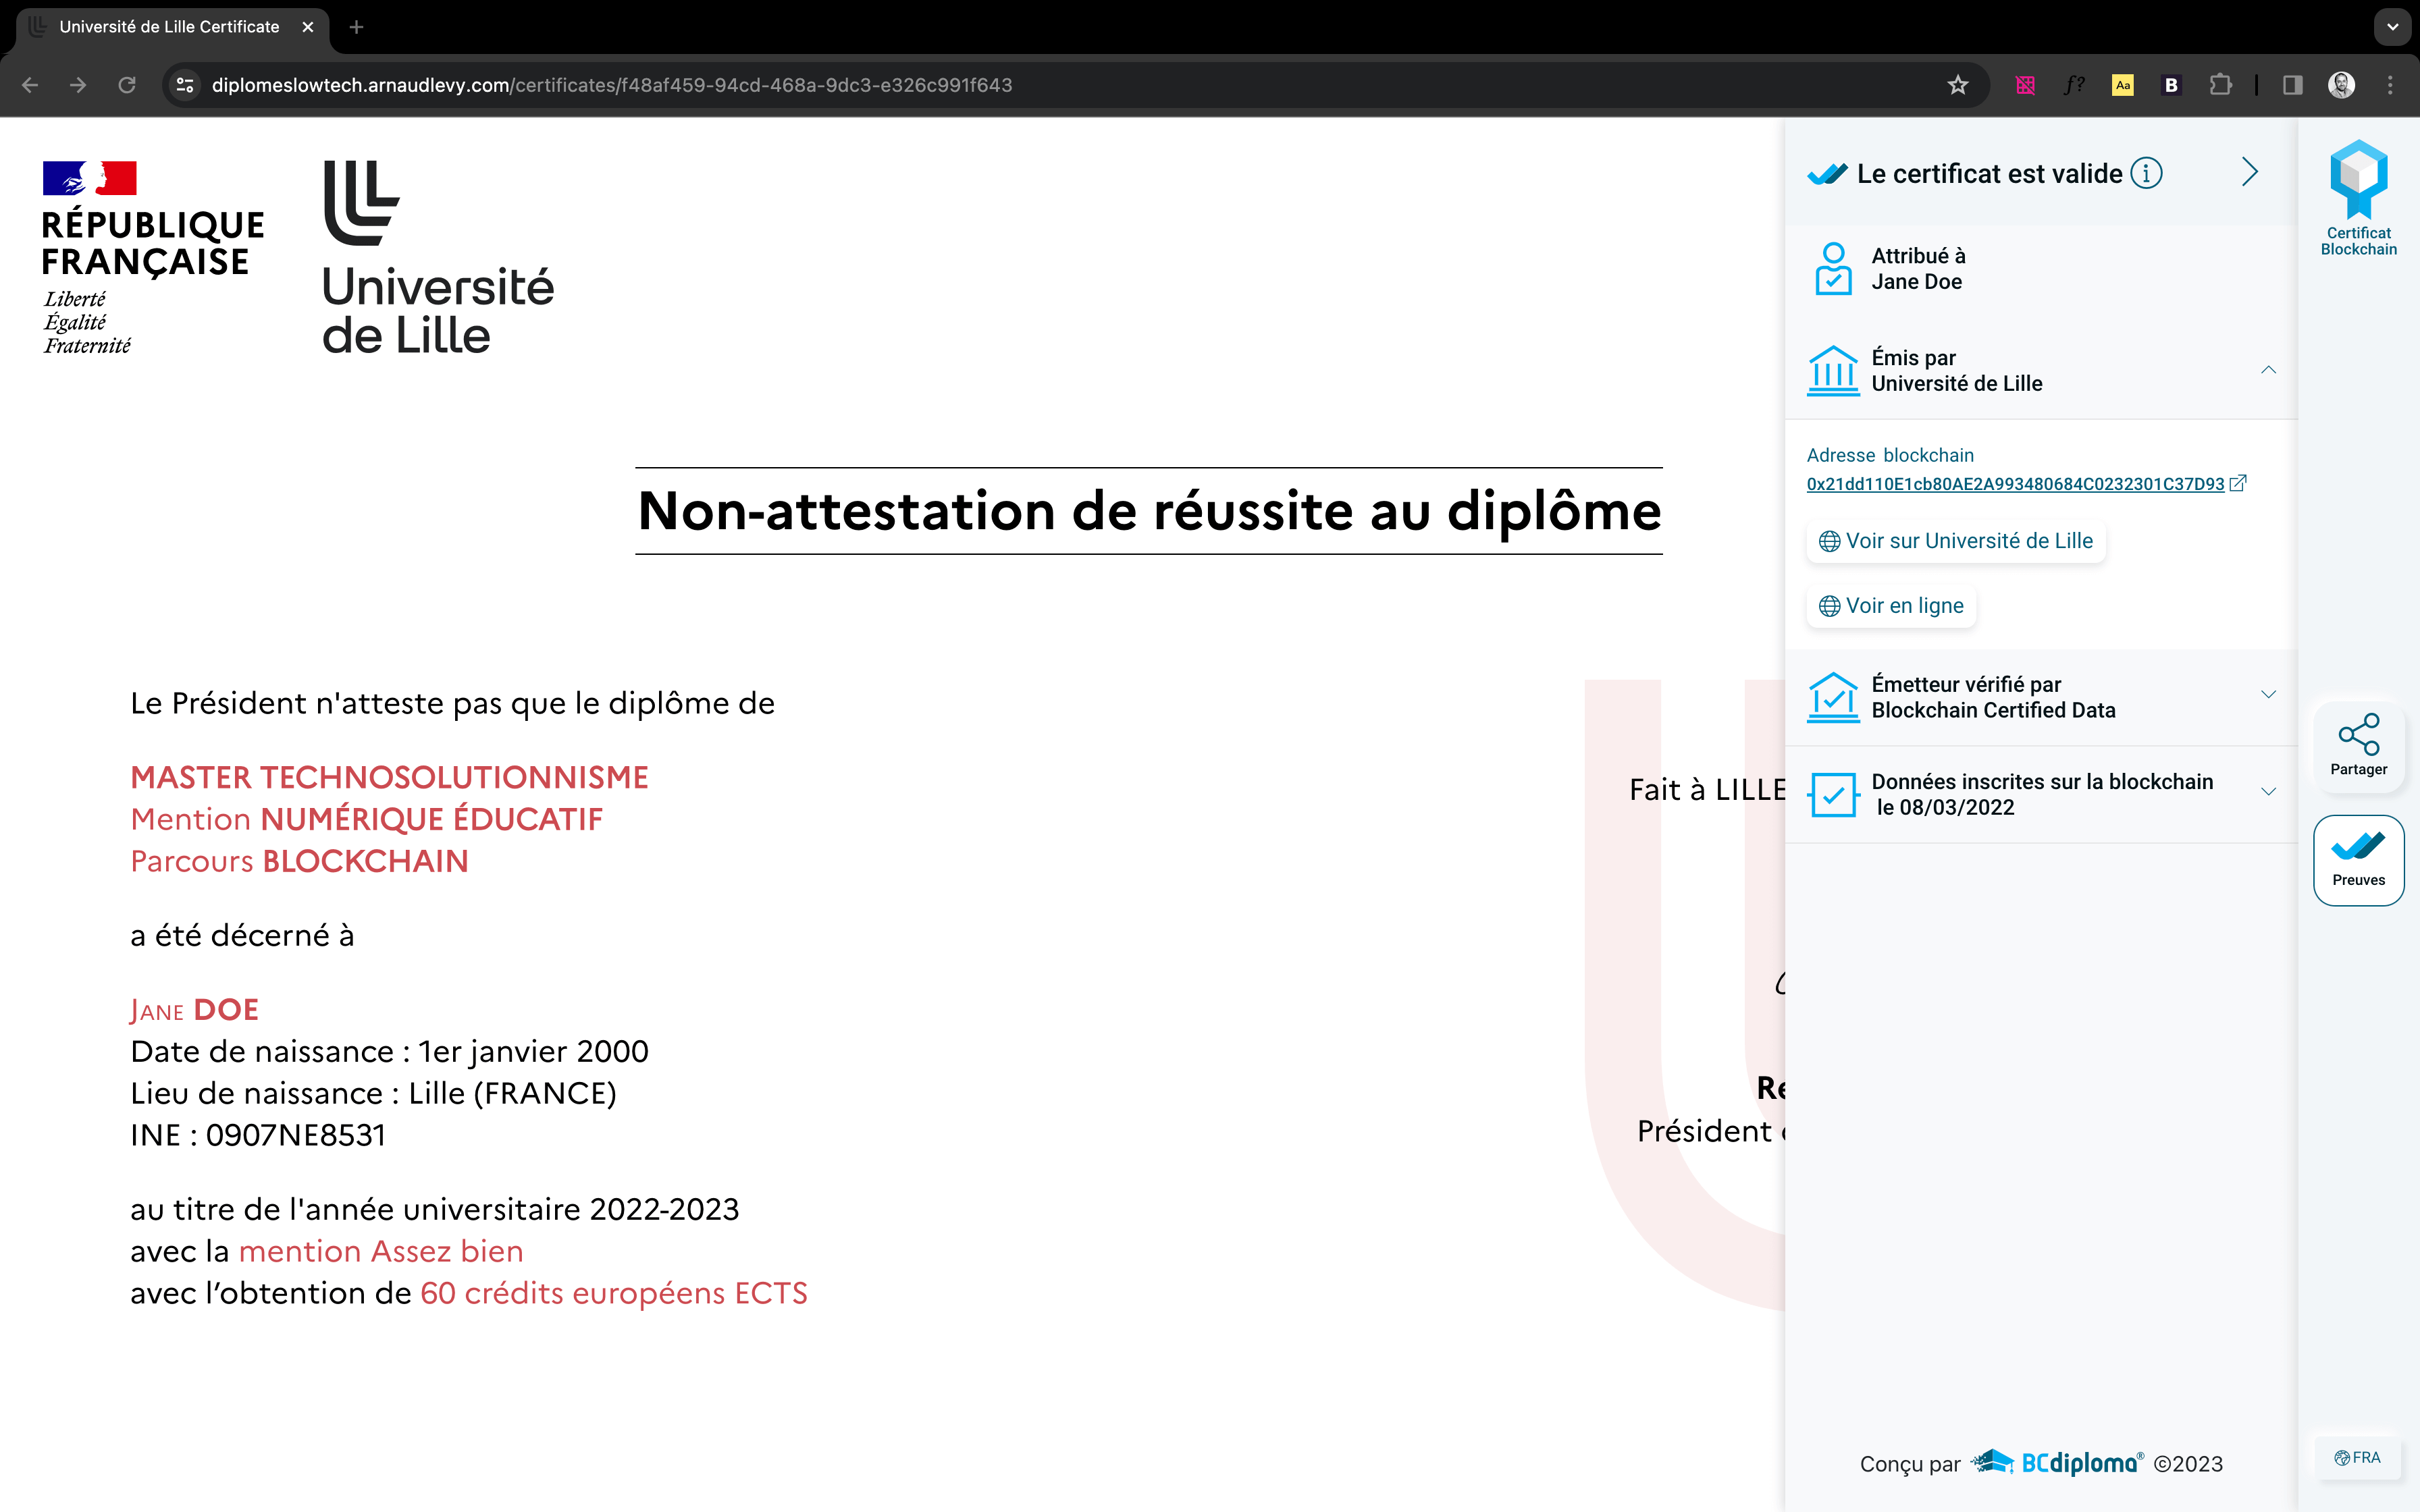 Université de Lille Certificate
diplomeslowtech.arnaudlevy.com/certificates/f48af459-94cd-468a-9dc3-e326c991f643
f?
Aa
B
RÉPUBLIQUE
FRANÇAISE
Liberté
Égalité
Fraternité
Université
de Lille
Non-attestation de réussite au diplôme
Le Président n'atteste pas que le diplôme de
MASTER TECHNOSOLUTIONNISME
Mention NUMÉRIQUE ÉDUCATIF
Parcours BLOCKCHAIN
a été décerné à
Jane DOE
Date de naissance : 1er janvier 2000
Lieu de naissance : Lille (FRANCE)
INE : 0907NE8531
au titre de l'année universitaire 2022-2023
avec la mention Assez bien
avec l’obtention de 60 crédits européens ECTS
Fait à LILLE
Président
Le certificat est valide
Attribué à
Jane Doe
Émis par
Université de Lille
Adresse blockchain
0x21dd110E1cb80AE2A993480684C0232301C37D93
Voir sur Université de Lille
Voir en ligne
Émetteur vérifié par
Blockchain Certified Data
Données inscrites sur la blockchain
le 08/03/2022
Conçu par BCdiploma® ©2023
Certificat
Blockchain
Partager
Preuves
FRA